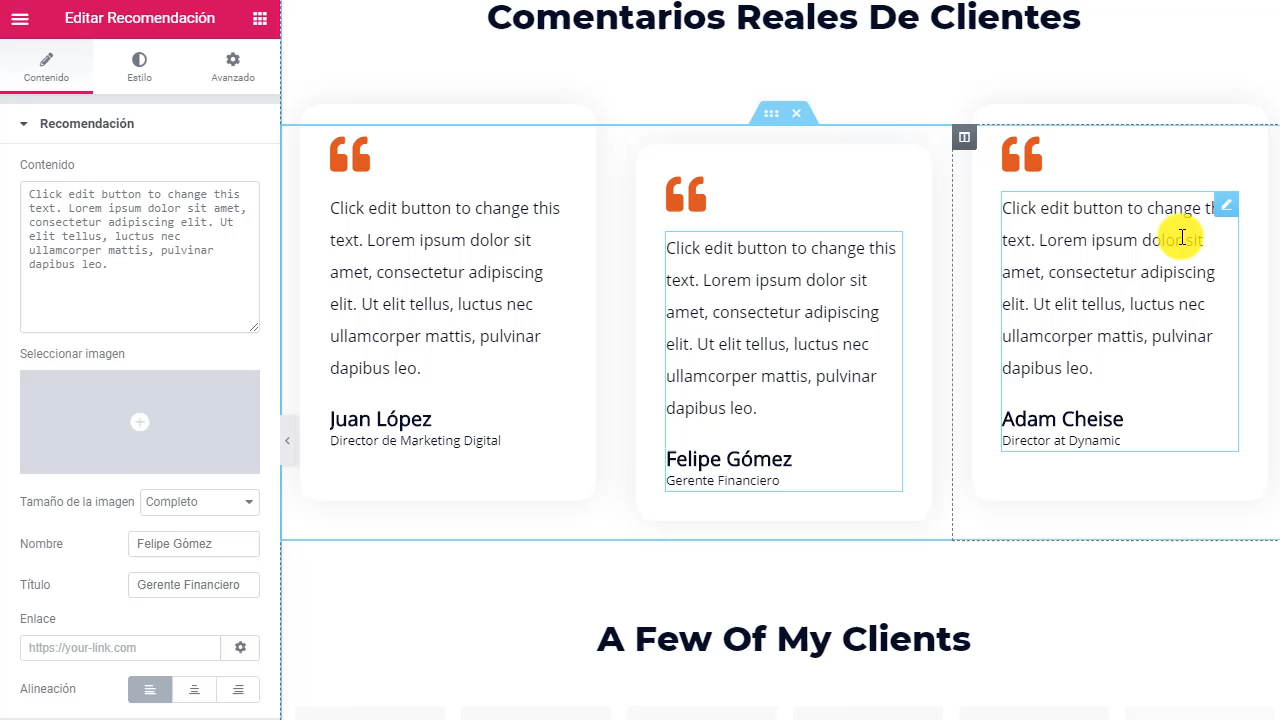 Editar Recomendación
Contenido
Estilo
Avanzado
Recomendación
Contenido
Click edit button to change this
text. Lorem ipsum dolor sit amet,
consectetur adipiscing elit. Ut
elit tellus, luctus nec
ullamcorper mattis, pulvinar
dapibus leo.
Seleccionar imagen
Tamaño de la imagen
Completo
Nombre
Felipe Gómez
Título
Gerente Financiero
Enlace
https://your-link.com
Alineación
Comentarios Reales De Clientes
Click edit button to change this
text. Lorem ipsum dolor sit
amet, consectetur adipiscing
elit. Ut elit tellus, luctus nec
ullamcorper mattis, pulvinar
dapibus leo.
Juan López
Director de Marketing Digital
Click edit button to change this
text. Lorem ipsum dolor sit
amet, consectetur adipiscing
elit. Ut elit tellus, luctus nec
ullamcorper mattis, pulvinar
dapibus leo.
Felipe Gómez
Gerente Financiero
Click edit button to change
text. Lorem ipsum dolor sit
amet, consectetur adipiscing
elit. Ut elit tellus, luctus nec
ullamcorper mattis, pulvinar
dapibus leo.
Adam Cheise
Director at Dynamic
A Few Of My Clients